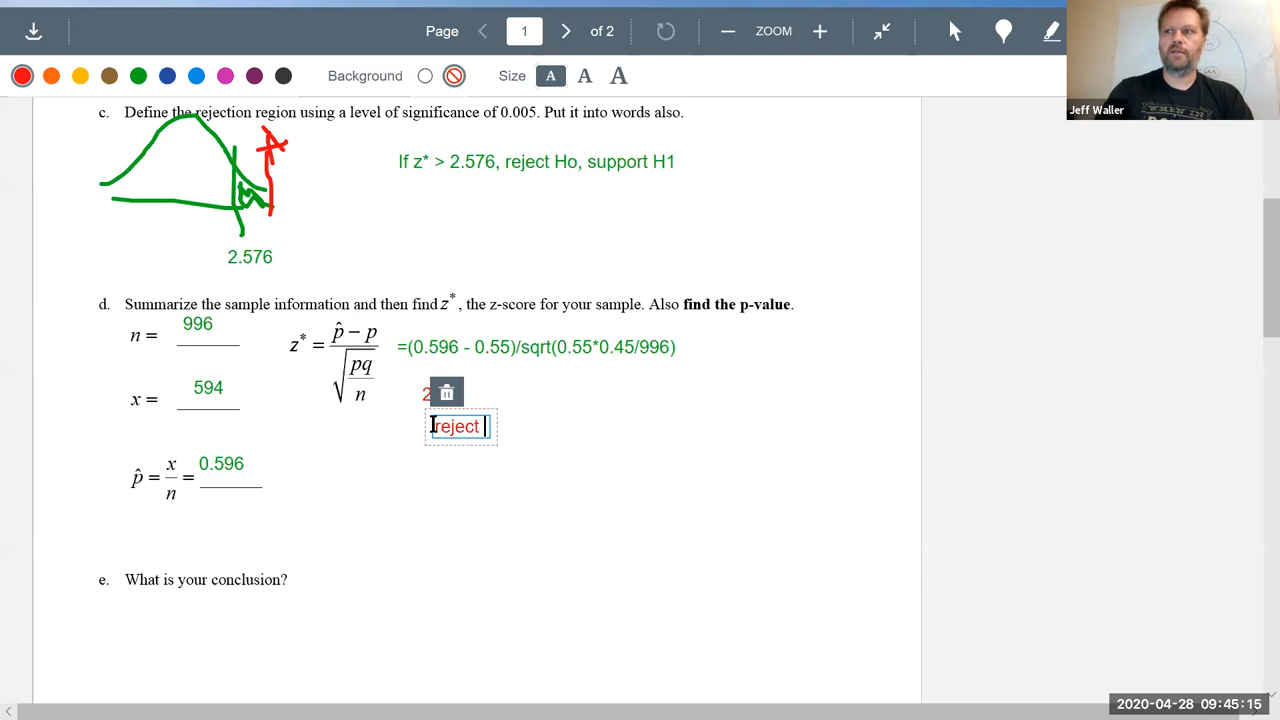 Page 1 of 2 ZOOM
Background Size A A A
Jeff Waller
c. Define the rejection region using a level of significance of 0.005. Put it into words also.
If z* > 2.576, reject Ho, support H1
2.576
d. Summarize the sample information and then find z*, the z-score for your sample. Also find the p-value.
n = 996
z* = p̂ − p / √ pq / n =(0.596 - 0.55)/sqrt(0.55*0.45/996)
x = 594
2
reject
p̂ = x / n = 0.596
e. What is your conclusion?
2020-04-28 09:45:15